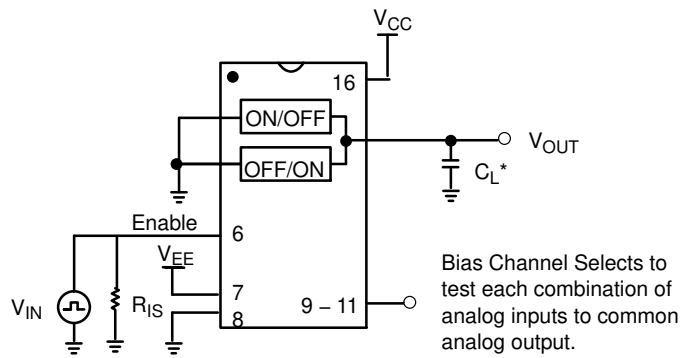 VCC
16
ON/OFF
OFF/ON
VOUT
CL*
Enable
6
VEE
VIN
RIS
7
8
9 – 11
Bias Channel Selects to
test each combination of
analog inputs to common
analog output.